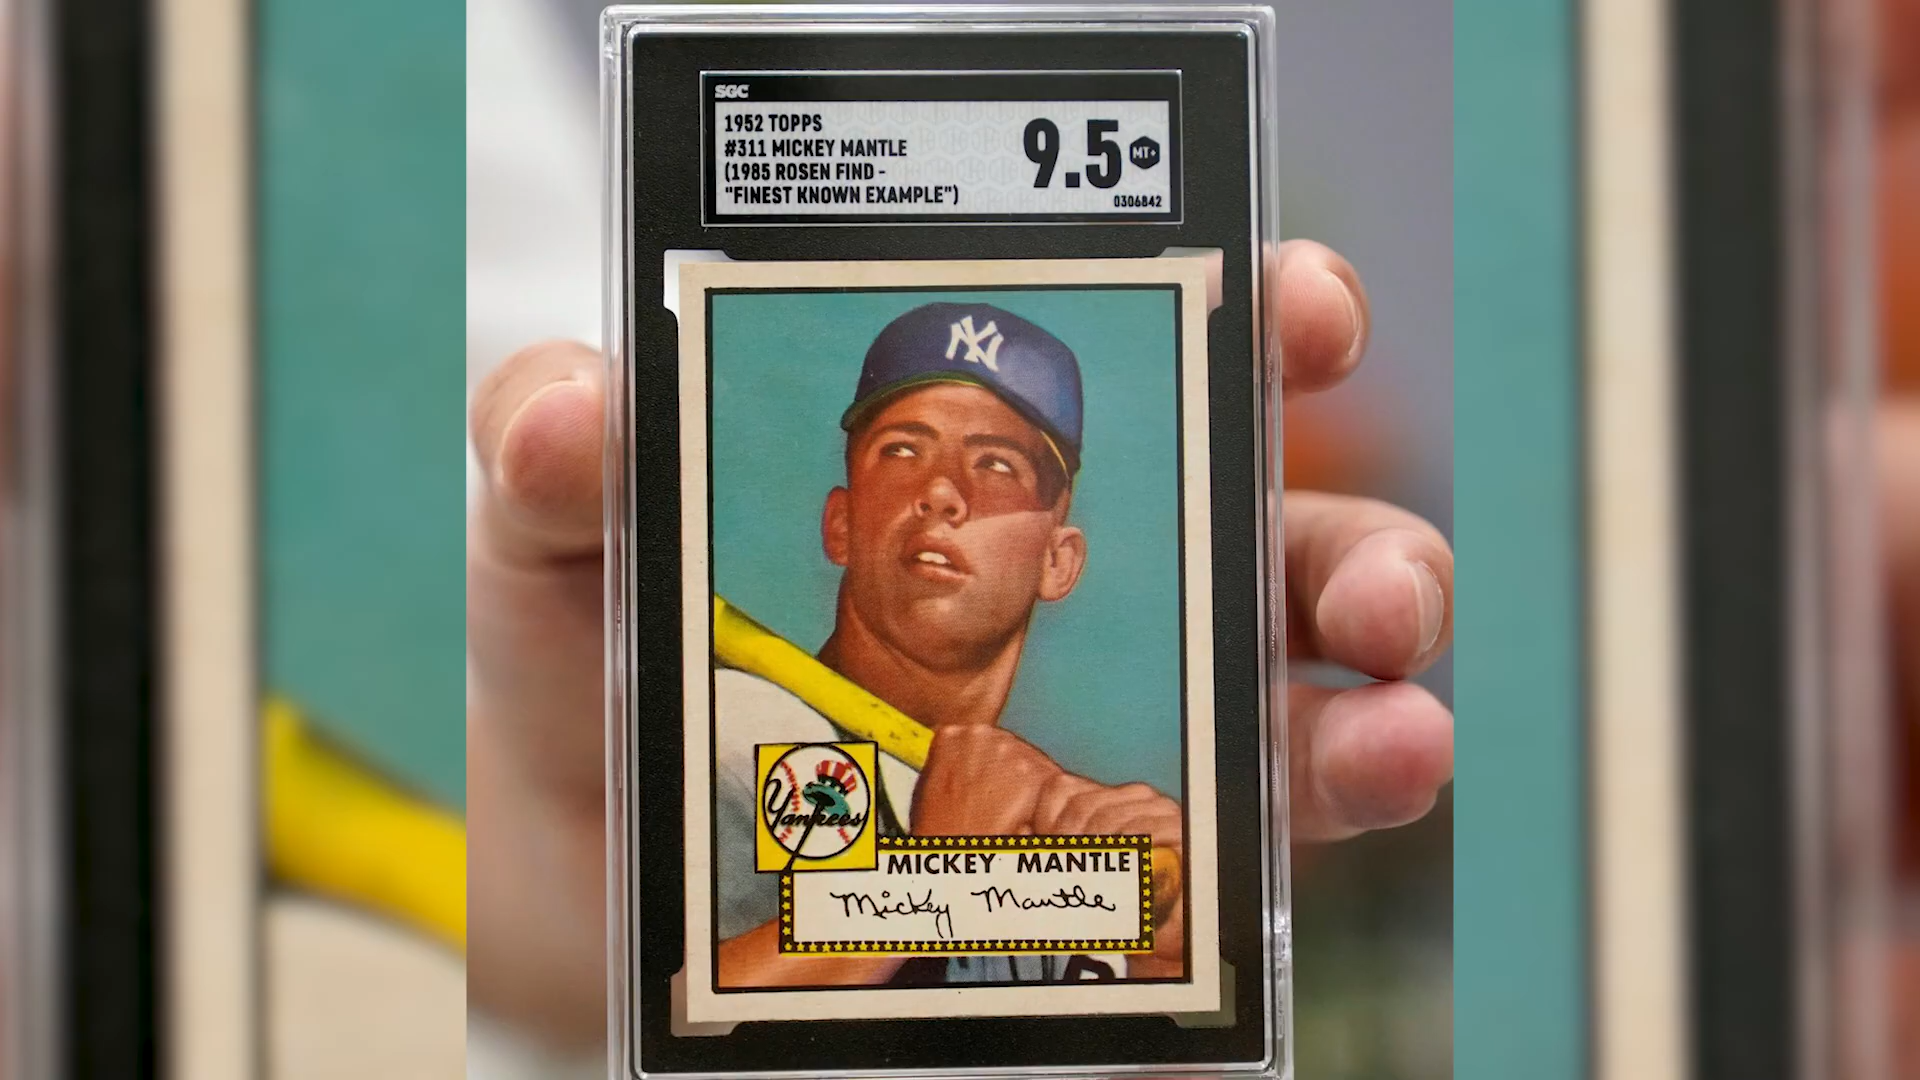 SGC
1952 TOPPS
#311 MICKEY MANTLE
(1985 ROSEN FIND -
"FINEST KNOWN EXAMPLE")
9.5 MT+
0306842
NY
Yankees
MICKEY MANTLE
Mickey Mantle